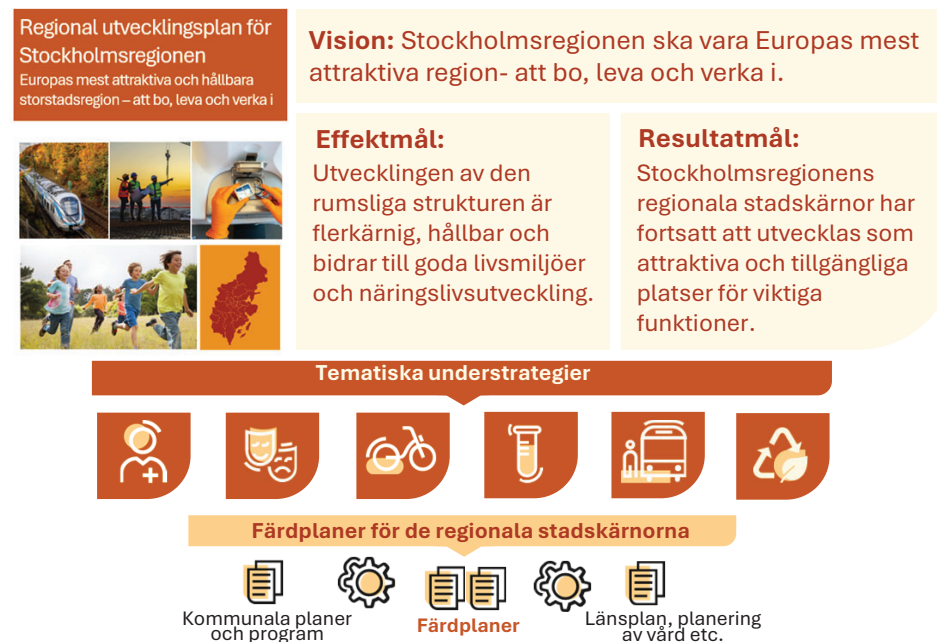 Regional utvecklingsplan för
Stockholmsregionen
Europas mest attraktiva och hållbara
storstadsregion – att bo, leva och verka i
Vision: Stockholmsregionen ska vara Europas mest
attraktiva region- att bo, leva och verka i.
Effektmål:
Utvecklingen av den
rumsliga strukturen är
flerkärnig, hållbar och
bidrar till goda livsmiljöer
och näringslivsutveckling.
Resultatmål:
Stockholmsregionens
regionala stadskärnor har
fortsatt att utvecklas som
attraktiva och tillgängliga
platser för viktiga
funktioner.
Tematiska understrategier
Färdplaner för de regionala stadskärnorna
Kommunala planer
och program
Färdplaner
Länsplan, planering
av vård etc.